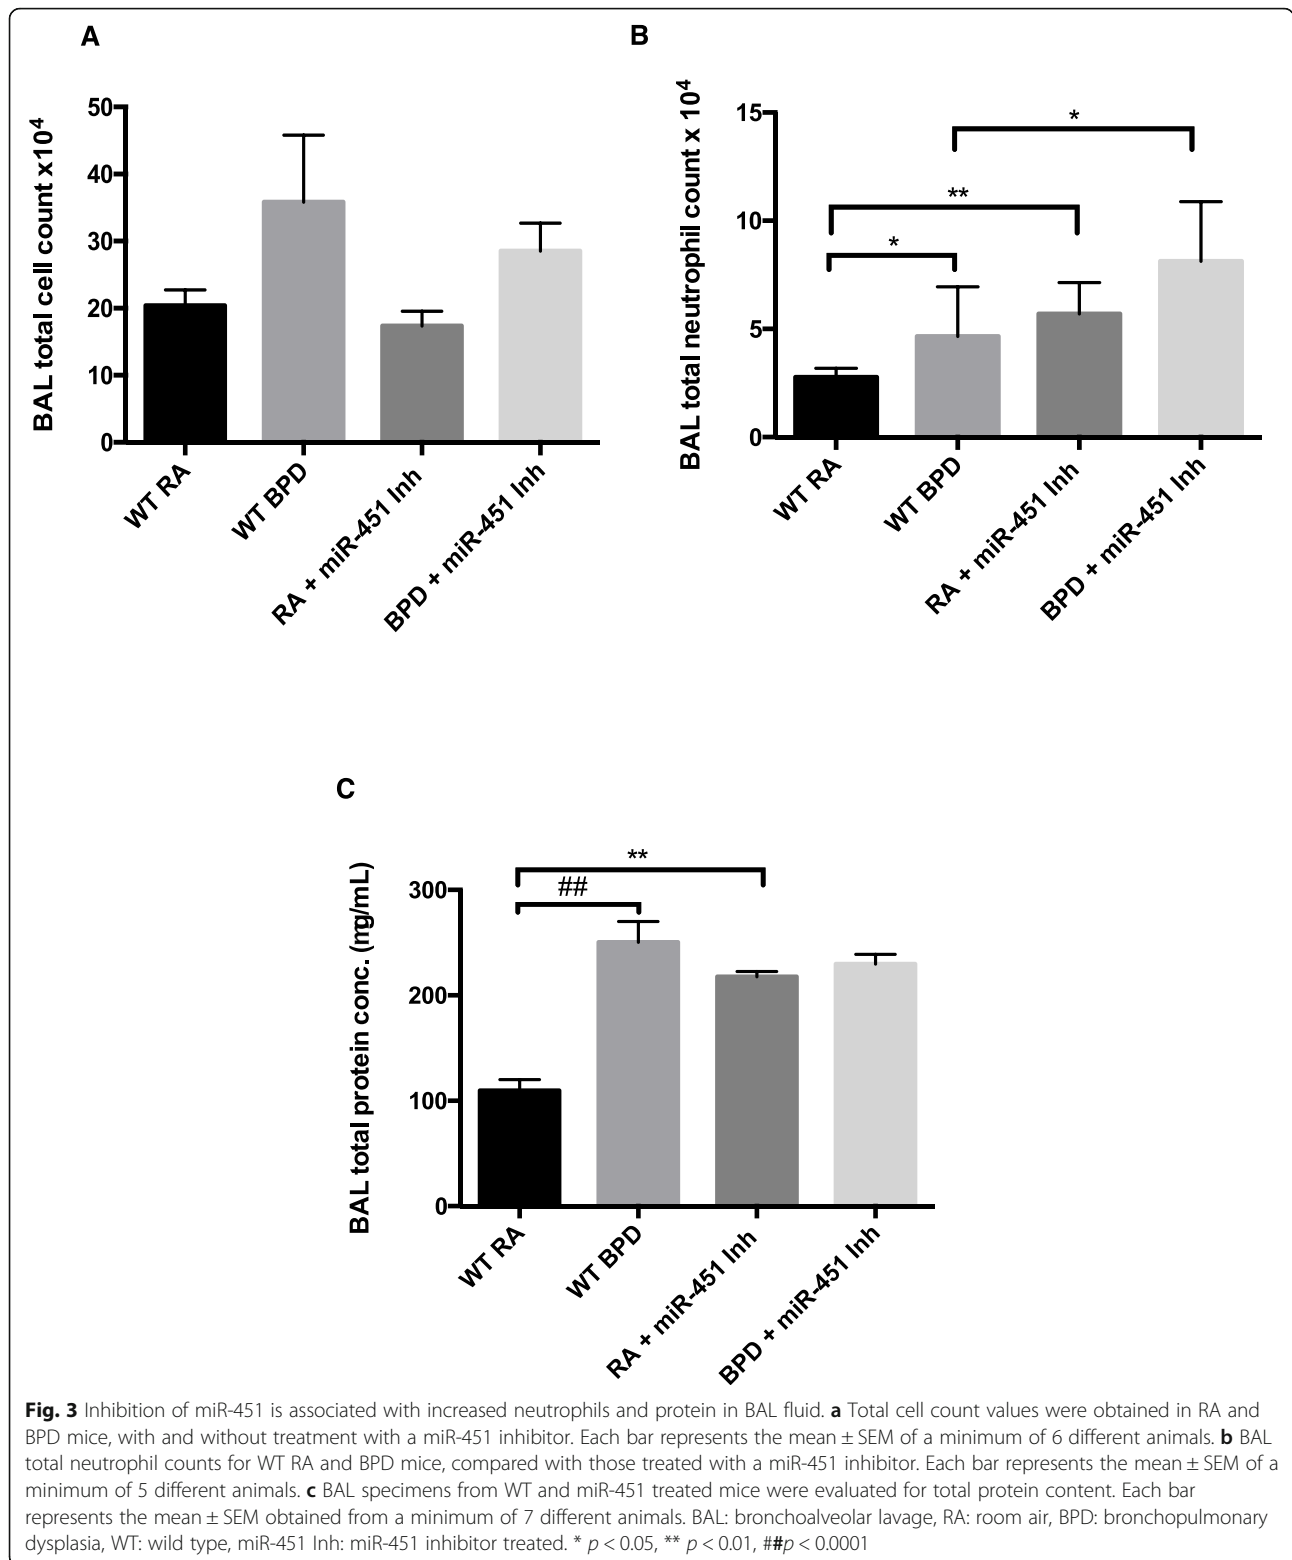 A
BAL total cell count x10⁴
50
40
30
20
10
0
WT RA
WT BPD
RA + miR-451 Inh
BPD + miR-451 Inh
B
BAL total neutrophil count x 10⁴
15
10
5
0
*
**
*
WT RA
WT BPD
RA + miR-451 Inh
BPD + miR-451 Inh
C
BAL total protein conc. (mg/mL)
300
200
100
0
**
##
WT RA
WT BPD
RA + miR-451 Inh
BPD + miR-451 Inh
Fig. 3 Inhibition of miR-451 is associated with increased neutrophils and protein in BAL fluid. a Total cell count values were obtained in RA and
BPD mice, with and without treatment with a miR-451 inhibitor. Each bar represents the mean ± SEM of a minimum of 6 different animals. b BAL
total neutrophil counts for WT RA and BPD mice, compared with those treated with a miR-451 inhibitor. Each bar represents the mean ± SEM of a
minimum of 5 different animals. c BAL specimens from WT and miR-451 treated mice were evaluated for total protein content. Each bar
represents the mean ± SEM obtained from a minimum of 7 different animals. BAL: bronchoalveolar lavage, RA: room air, BPD: bronchopulmonary
dysplasia, WT: wild type, miR-451 Inh: miR-451 inhibitor treated. * p < 0.05, ** p < 0.01, ##p < 0.0001